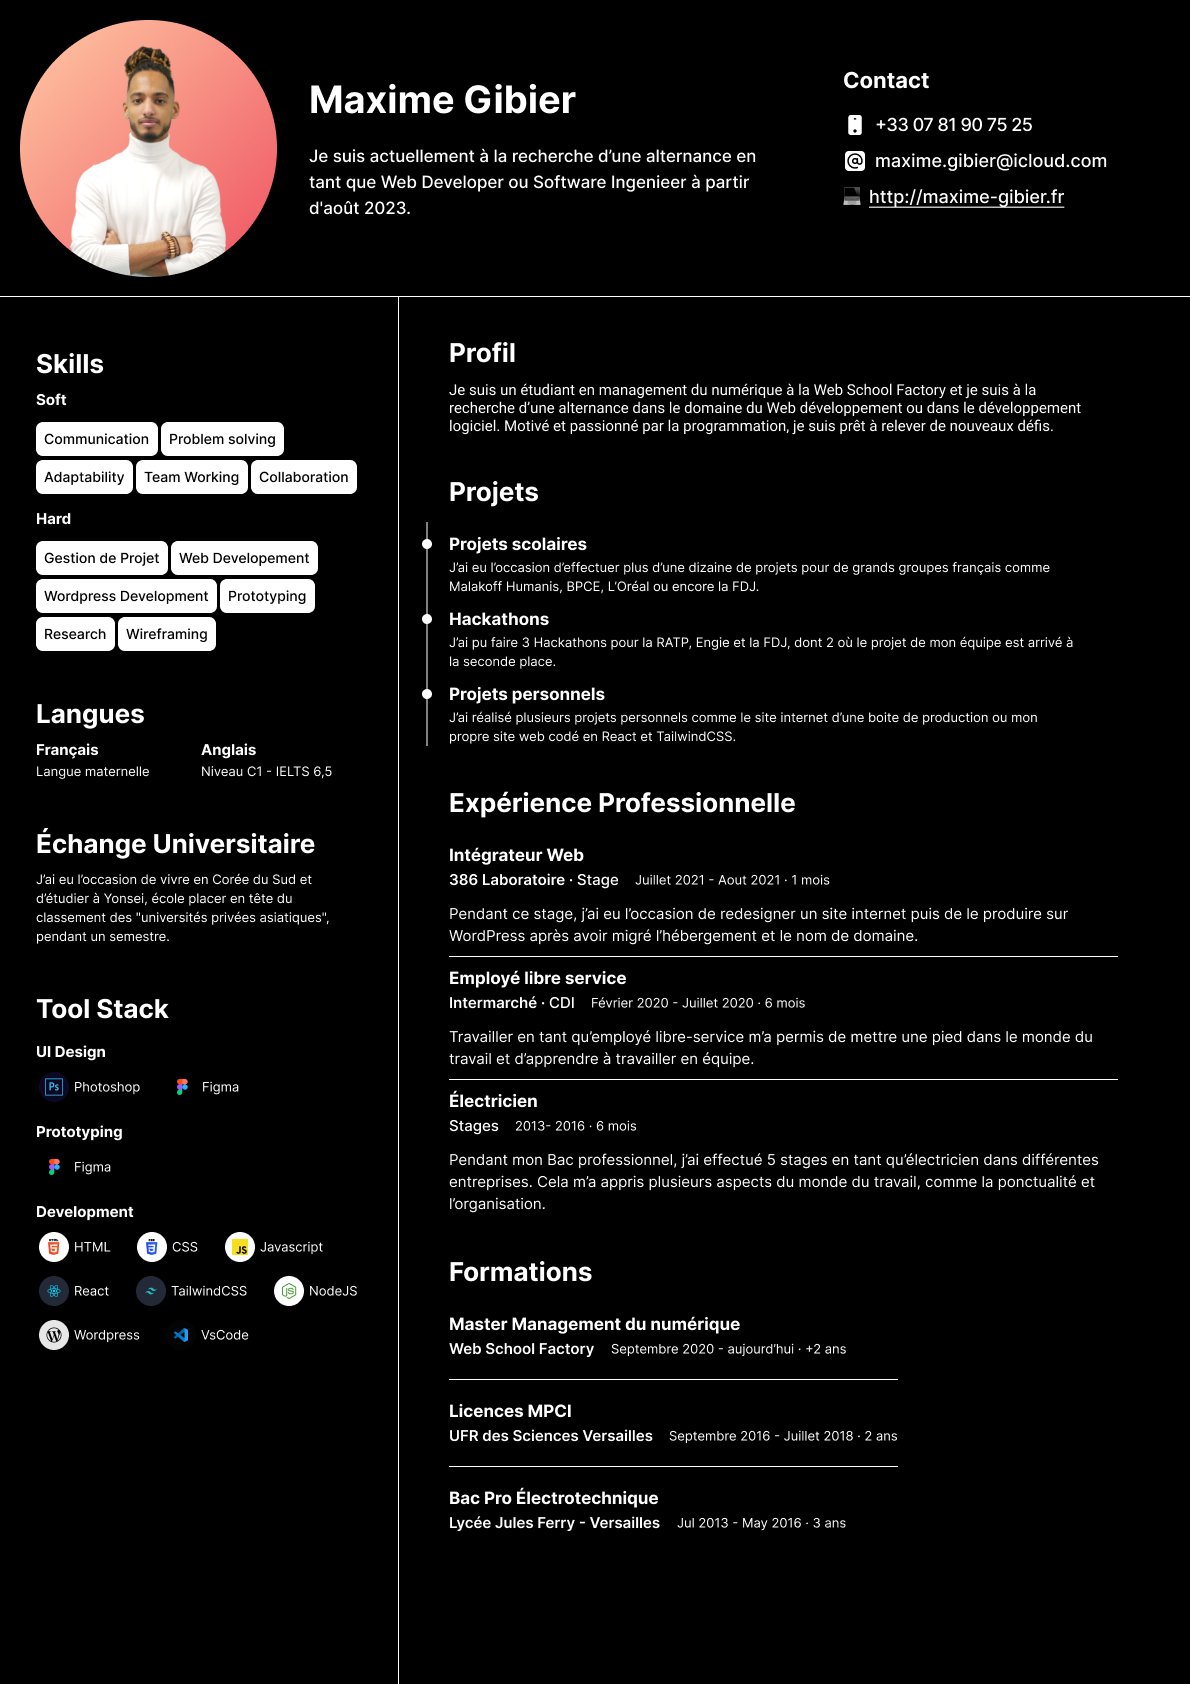 Maxime Gibier
Je suis actuellement à la recherche d’une alternance en
tant que Web Developer ou Software Ingenieer à partir
d'août 2023.
Contact
+33 07 81 90 75 25
maxime.gibier@icloud.com
http://maxime-gibier.fr
Skills
Soft
Communication Problem solving
Adaptability Team Working Collaboration
Hard
Gestion de Projet Web Developement
Wordpress Development Prototyping
Research Wireframing
Langues
Français Anglais
Langue maternelle Niveau C1 - IELTS 6,5
Échange Universitaire
J’ai eu l’occasion de vivre en Corée du Sud et
d’étudier à Yonsei, école placer en tête du
classement des "universités privées asiatiques",
pendant un semestre.
Tool Stack
UI Design
Ps Photoshop Figma
Prototyping
Figma
Development
HTML CSS JS Javascript
React TailwindCSS NodeJS
Wordpress VsCode
Profil
Je suis un étudiant en management du numérique à la Web School Factory et je suis à la
recherche d’une alternance dans le domaine du Web développement ou dans le développement
logiciel. Motivé et passionné par la programmation, je suis prêt à relever de nouveaux défis.
Projets
Projets scolaires
J’ai eu l’occasion d’effectuer plus d’une dizaine de projets pour de grands groupes français comme
Malakoff Humanis, BPCE, L’Oréal ou encore la FDJ.
Hackathons
J’ai pu faire 3 Hackathons pour la RATP, Engie et la FDJ, dont 2 où le projet de mon équipe est arrivé à
la seconde place.
Projets personnels
J’ai réalisé plusieurs projets personnels comme le site internet d’une boite de production ou mon
propre site web codé en React et TailwindCSS.
Expérience Professionnelle
Intégrateur Web
386 Laboratoire · Stage Juillet 2021 - Aout 2021 · 1 mois
Pendant ce stage, j’ai eu l’occasion de redesigner un site internet puis de le produire sur
WordPress après avoir migré l’hébergement et le nom de domaine.
Employé libre service
Intermarché · CDI Février 2020 - Juillet 2020 · 6 mois
Travailler en tant qu’employé libre-service m’a permis de mettre une pied dans le monde du
travail et d’apprendre à travailler en équipe.
Électricien
Stages 2013- 2016 · 6 mois
Pendant mon Bac professionnel, j’ai effectué 5 stages en tant qu’électricien dans différentes
entreprises. Cela m’a appris plusieurs aspects du monde du travail, comme la ponctualité et
l’organisation.
Formations
Master Management du numérique
Web School Factory Septembre 2020 - aujourd’hui · +2 ans
Licences MPCI
UFR des Sciences Versailles Septembre 2016 - Juillet 2018 · 2 ans
Bac Pro Électrotechnique
Lycée Jules Ferry - Versailles Jul 2013 - May 2016 · 3 ans